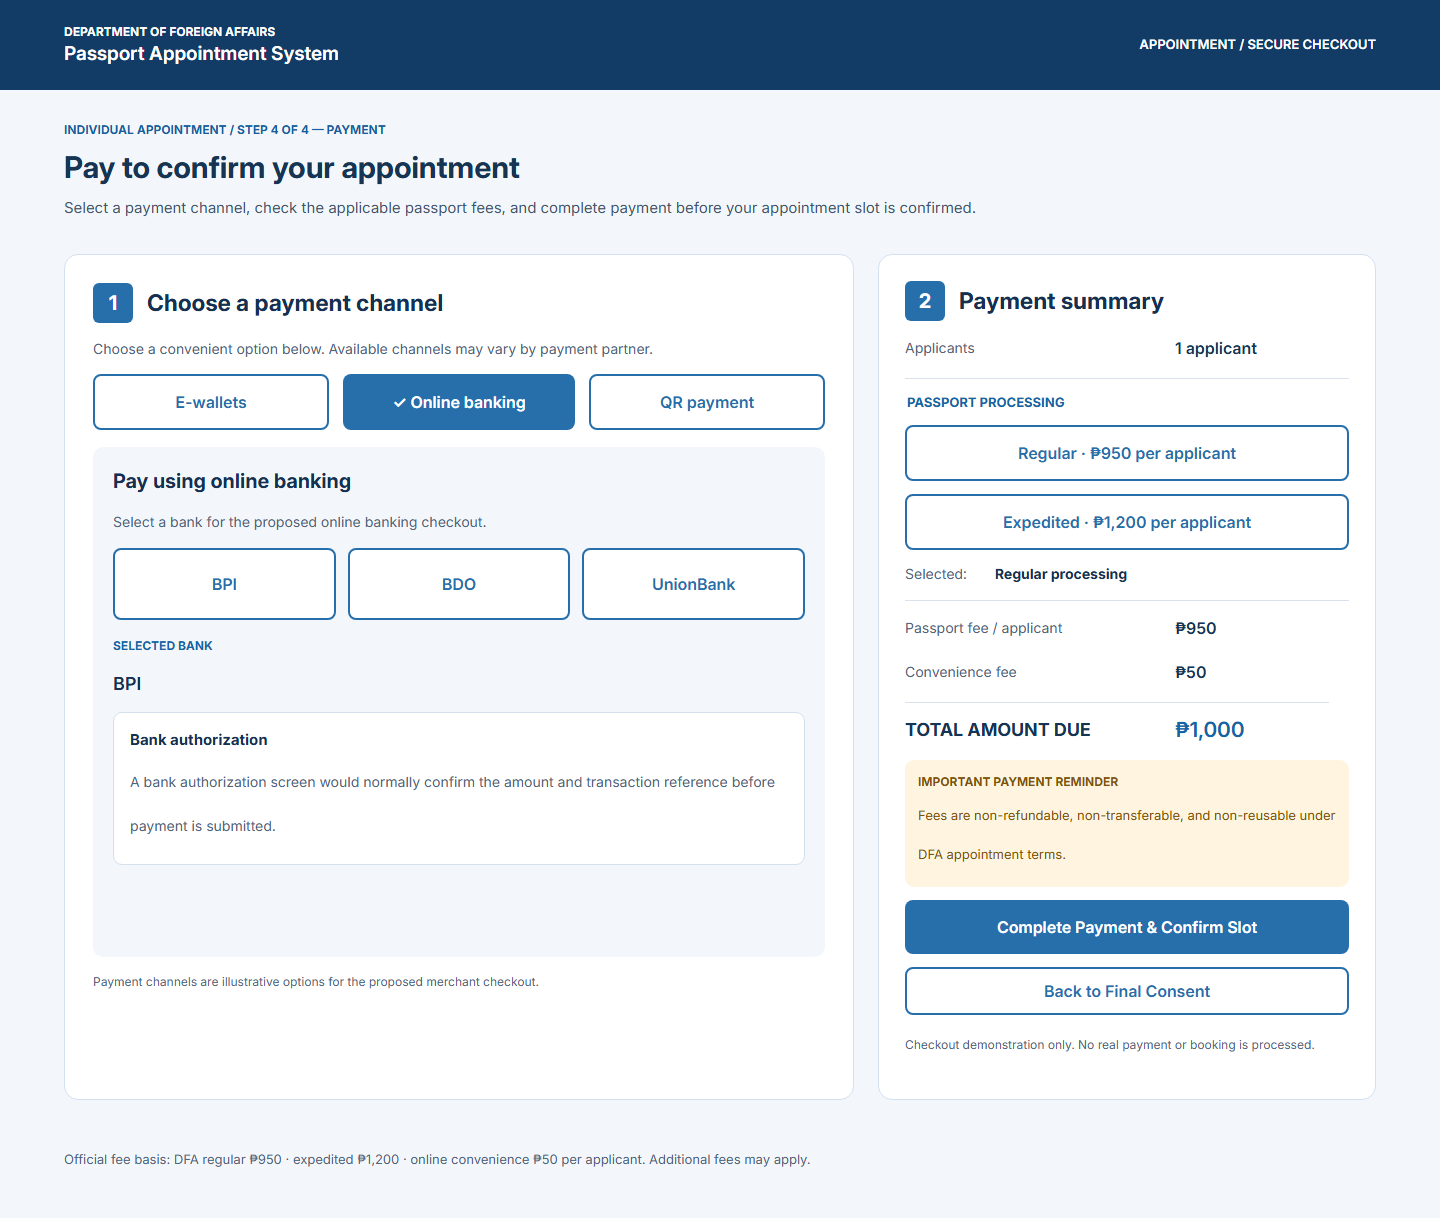 DEPARTMENT OF FOREIGN AFFAIRS
Passport Appointment System
APPOINTMENT / SECURE CHECKOUT
INDIVIDUAL APPOINTMENT / STEP 4 OF 4 — PAYMENT
Pay to confirm your appointment
Select a payment channel, check the applicable passport fees, and complete payment before your appointment slot is confirmed.
1 Choose a payment channel
Choose a convenient option below. Available channels may vary by payment partner.
E-wallets
✓ Online banking
QR payment
Pay using online banking
Select a bank for the proposed online banking checkout.
BPI
BDO
UnionBank
SELECTED BANK
BPI
Bank authorization
A bank authorization screen would normally confirm the amount and transaction reference before
payment is submitted.
Payment channels are illustrative options for the proposed merchant checkout.
2 Payment summary
Applicants 1 applicant
PASSPORT PROCESSING
Regular · ₱950 per applicant
Expedited · ₱1,200 per applicant
Selected: Regular processing
Passport fee / applicant ₱950
Convenience fee ₱50
TOTAL AMOUNT DUE ₱1,000
IMPORTANT PAYMENT REMINDER
Fees are non-refundable, non-transferable, and non-reusable under
DFA appointment terms.
Complete Payment & Confirm Slot
Back to Final Consent
Checkout demonstration only. No real payment or booking is processed.
Official fee basis: DFA regular ₱950 · expedited ₱1,200 · online convenience ₱50 per applicant. Additional fees may apply.